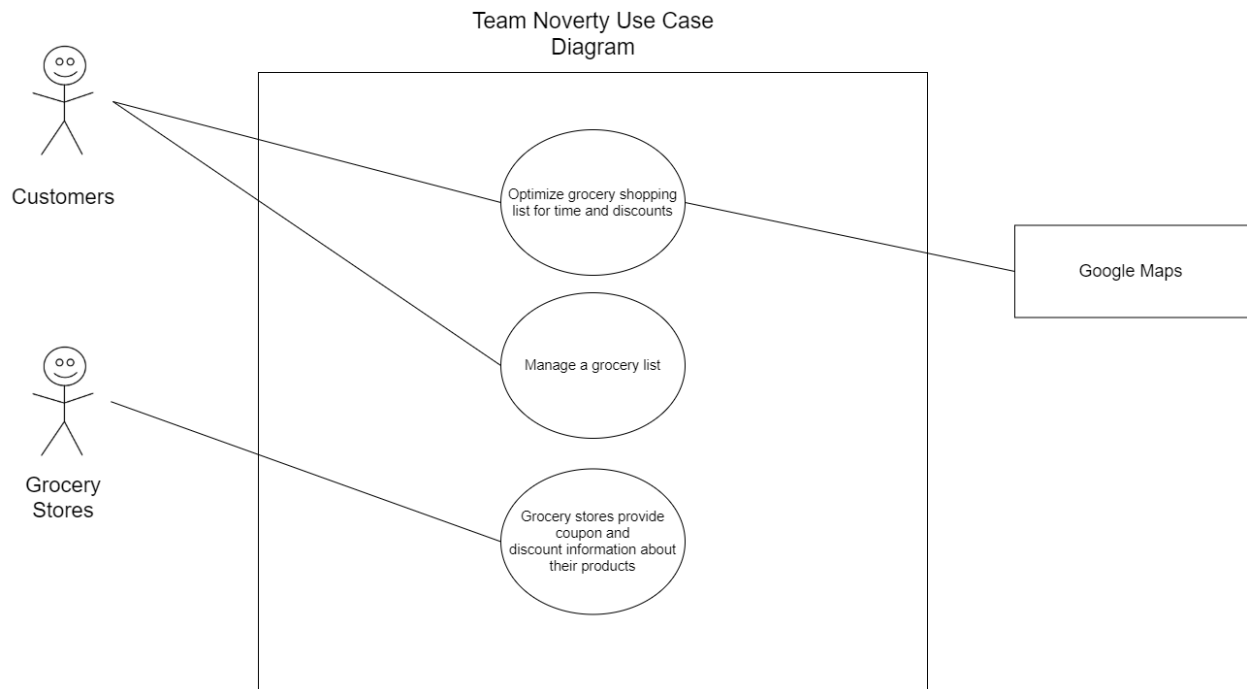 Team Noverty Use Case
Diagram
Customers
Optimize grocery shopping
list for time and discounts
Google Maps
Manage a grocery list
Grocery
Stores
Grocery stores provide
coupon and
discount information about
their products